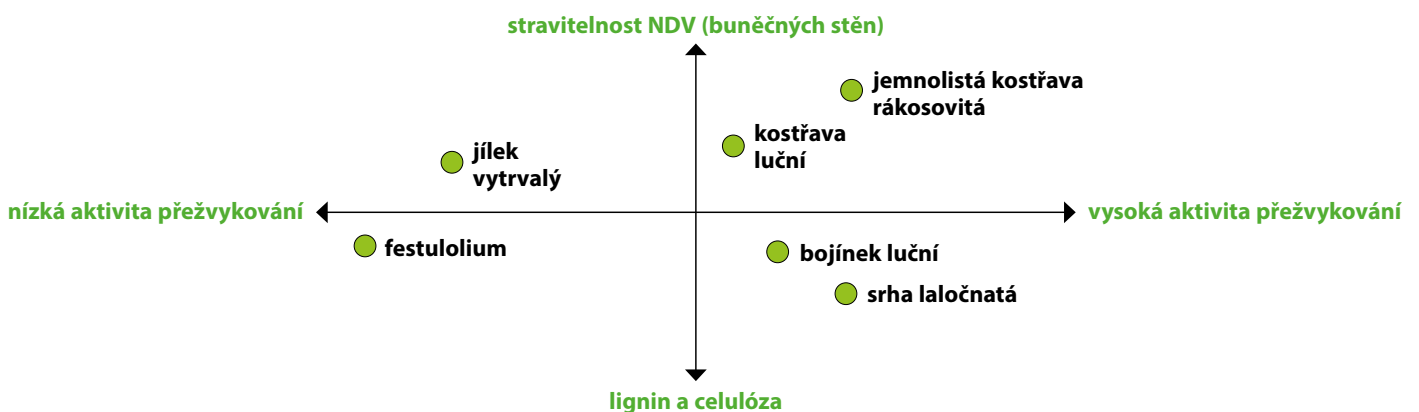 stravitelnost NDV (buněčných stěn)
jemnolistá kostřava
rákosovitá
kostřava
luční
jílek
vytrvalý
nízká aktivita přežvykování
vysoká aktivita přežvykování
festulolium
bojínek luční
srha laločnatá
lignin a celulóza